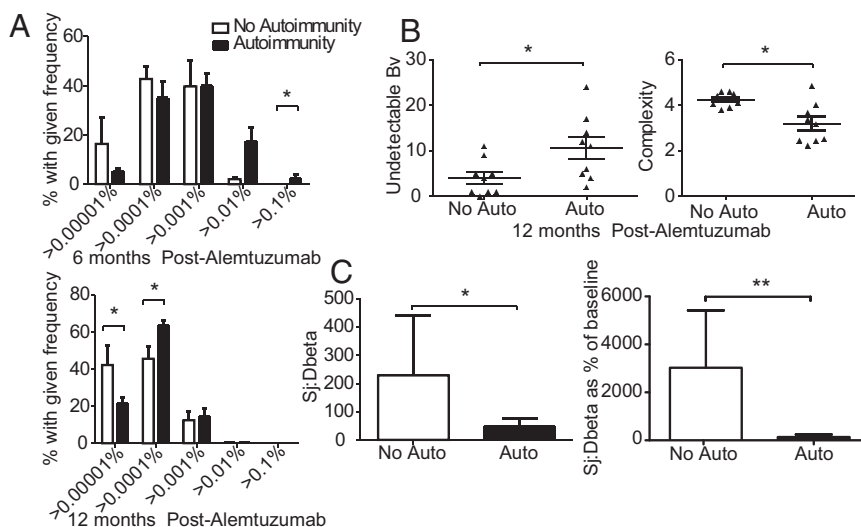 A
No Autoimmunity
Autoimmunity
% with given frequency
60
40
20
0
*
>0.00001%
>0.0001%
>0.001%
>0.01%
>0.1%
6 months Post-Alemtuzumab
% with given frequency
80
60
40
20
0
*
*
>0.00001%
>0.0001%
>0.001%
>0.01%
>0.1%
12 months Post-Alemtuzumab
B
Undetectable Bv
30
20
10
0
*
No Auto
Auto
Complexity
6
4
2
0
*
No Auto
Auto
12 months Post-Alemtuzumab
C
Sj:Dbeta
500
400
300
200
100
0
*
No Auto
Auto
Sj:Dbeta as % of baseline
6000
4000
2000
0
**
No Auto
Auto